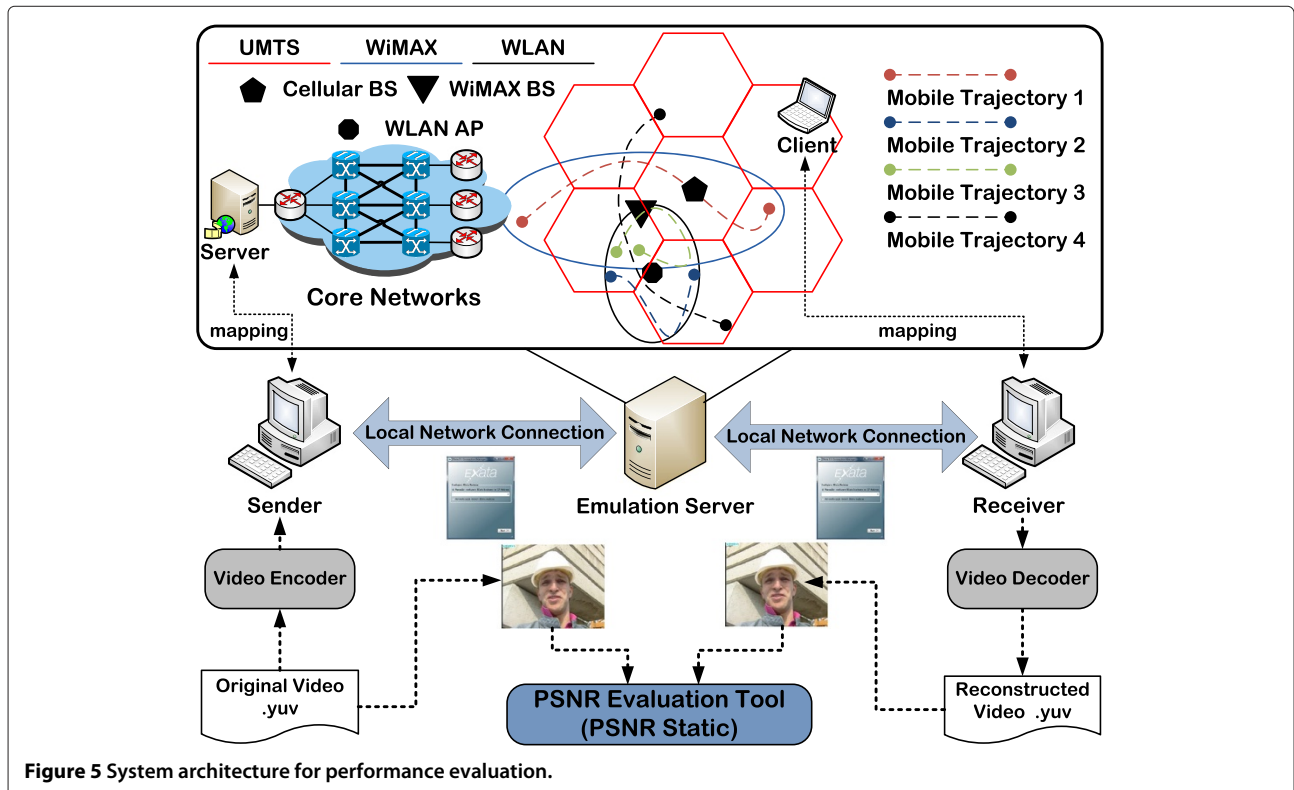 UMTS WiMAX WLAN
Cellular BS WiMAX BS
WLAN AP
Mobile Trajectory 1
Mobile Trajectory 2
Mobile Trajectory 3
Mobile Trajectory 4
Client
Server
Core Networks
mapping
mapping
Local Network Connection
Local Network Connection
EXata
Sender
Emulation Server
Receiver
Video Encoder
Video Decoder
Original Video
.yuv
PSNR Evaluation Tool
(PSNR Static)
Reconstructed
Video .yuv
Figure 5 System architecture for performance evaluation.